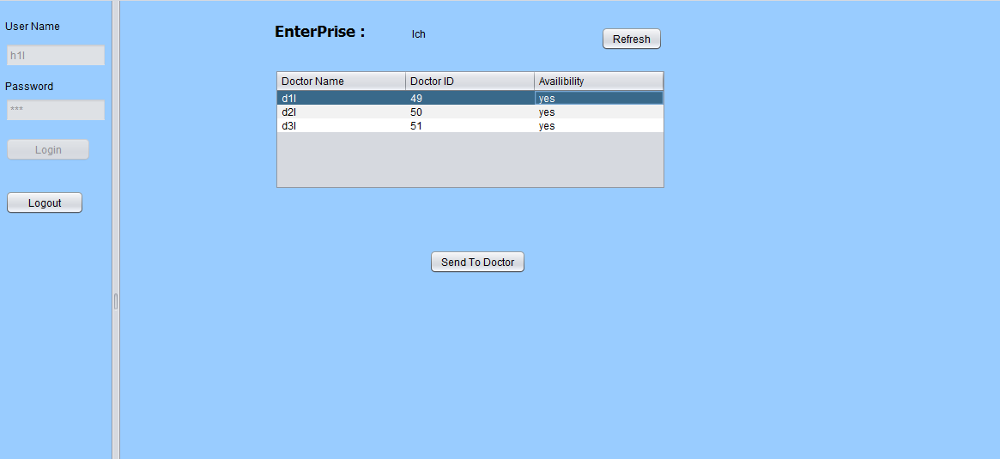 User Name
h1l
Password
***
Login
Logout
EnterPrise :
lch
Refresh
Doctor Name Doctor ID Availibility
d1l 49 yes
d2l 50 yes
d3l 51 yes
Send To Doctor